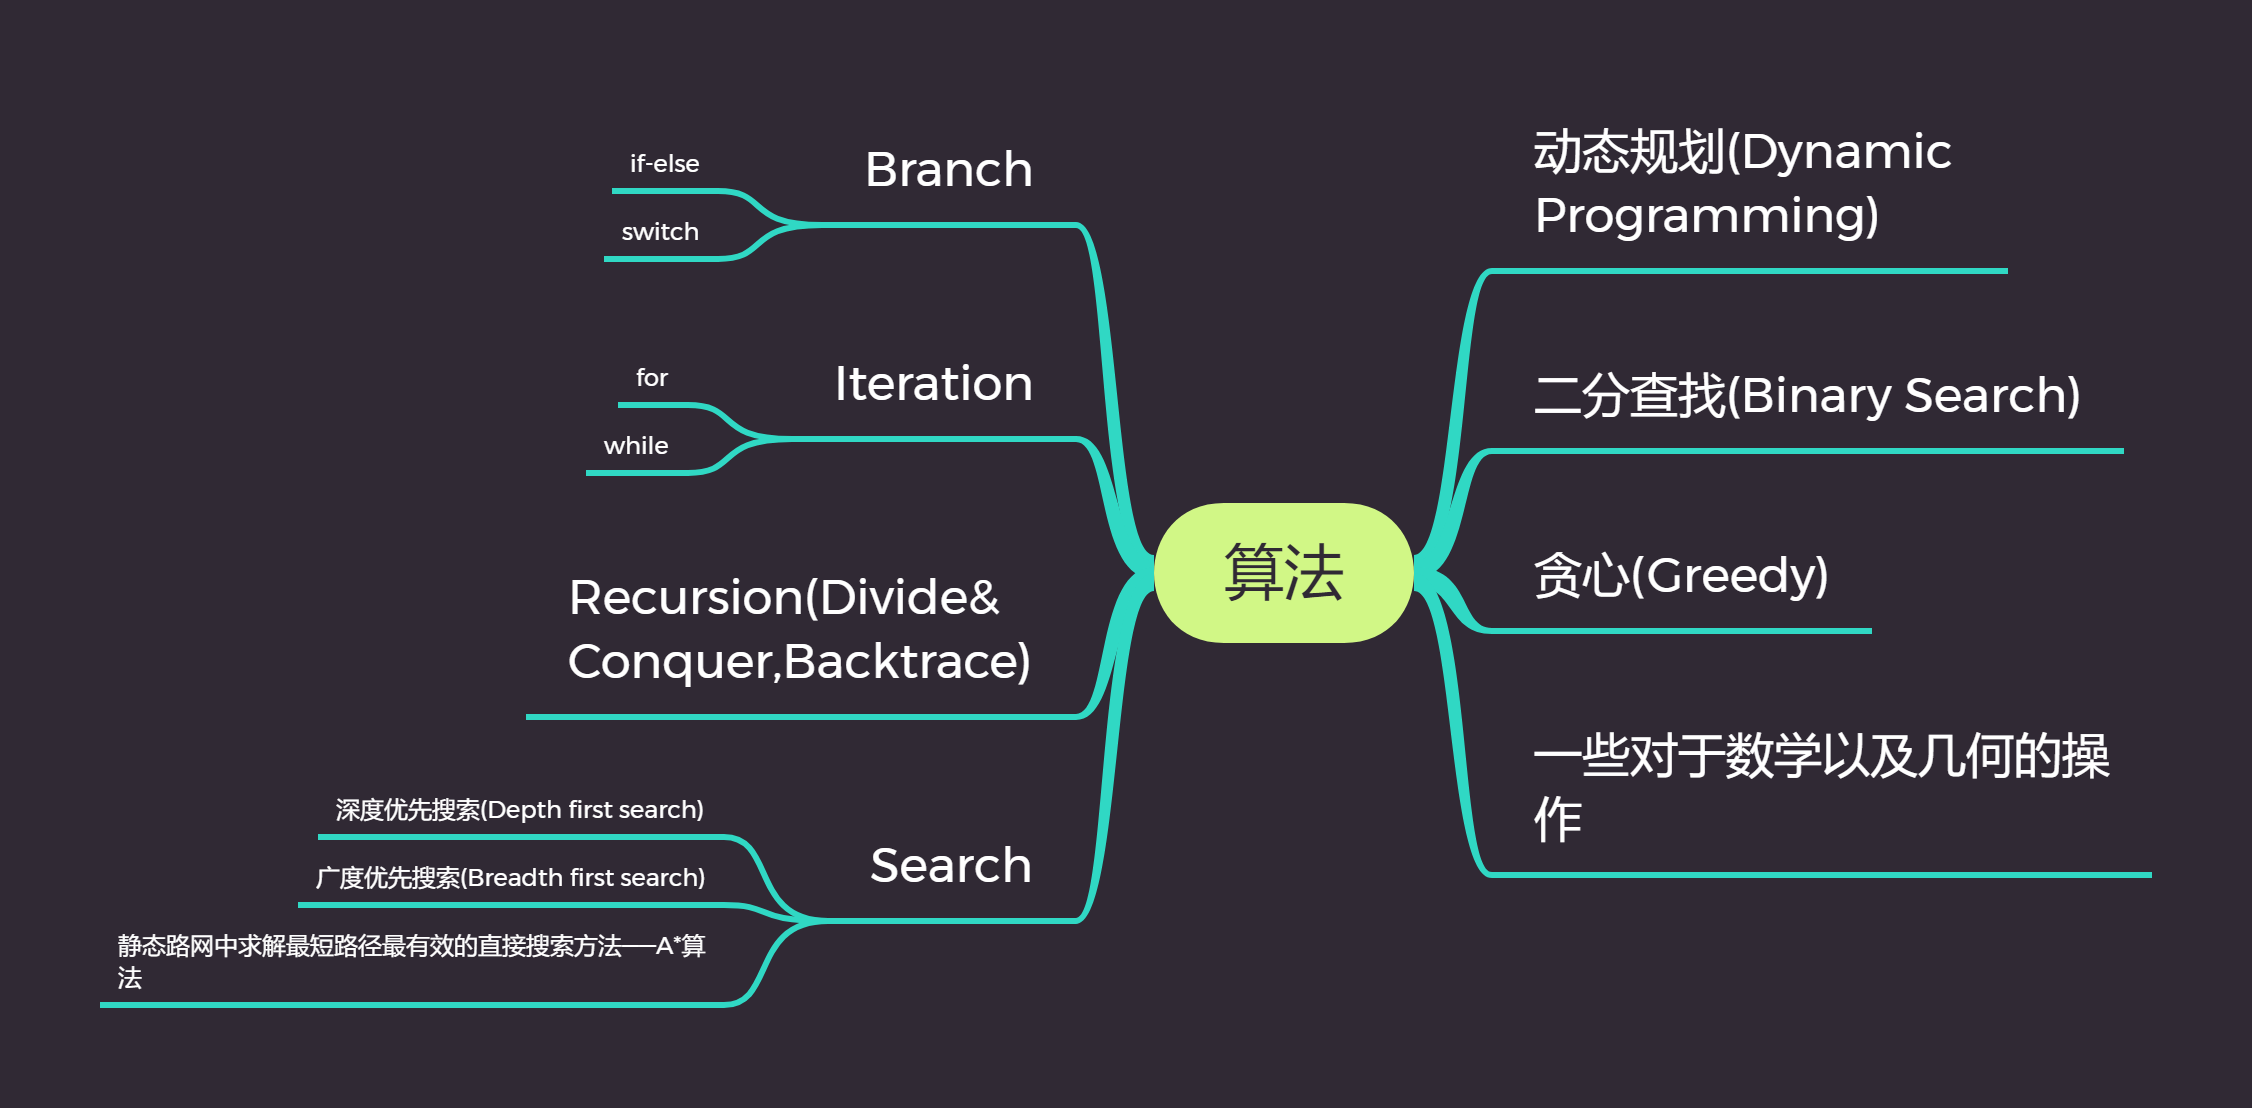 if-else
switch
Branch
for
while
Iteration
Recursion(Divide&
Conquer,Backtrace)
深度优先搜索(Depth first search)
广度优先搜索(Breadth first search)
静态路网中求解最短路径最有效的直接搜索方法——A*算
法
Search
算法
动态规划(Dynamic
Programming)
二分查找(Binary Search)
贪心(Greedy)
一些对于数学以及几何的操
作